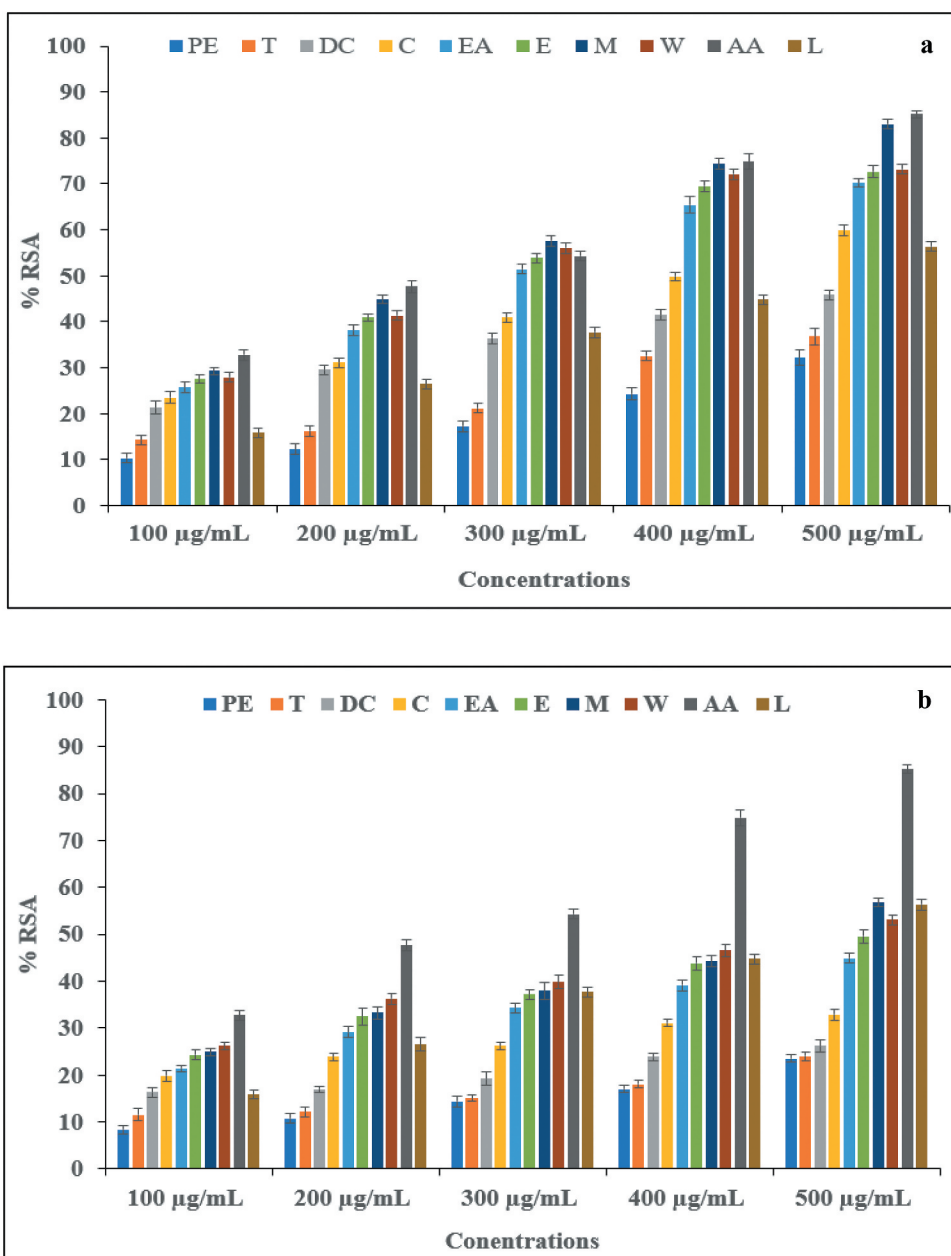 PE T DC C EA E M W AA L
a
100
90
80
70
60
50
40
30
20
10
0
% RSA
100 µg/mL 200 µg/mL 300 µg/mL 400 µg/mL 500 µg/mL
Concentrations
PE T DC C EA E M W AA L
b
100
90
80
70
60
50
40
30
20
10
0
% RSA
100 µg/mL 200 µg/mL 300 µg/mL 400 µg/mL 500 µg/mL
Conentrations